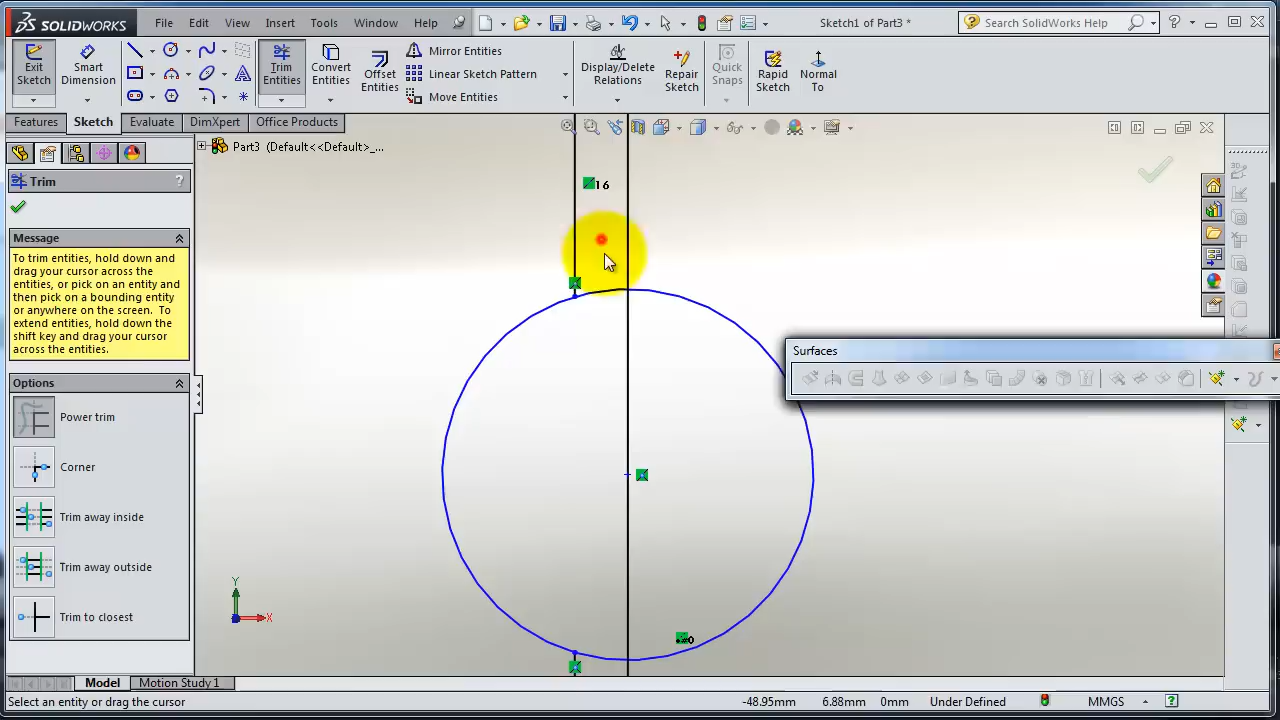 SOLIDWORKS
File Edit View Insert Tools Window Help
Sketch1 of Part3 *
Search SolidWorks Help
Exit Sketch
Smart Dimension
Trim Entities
Convert Entities
Offset Entities
Mirror Entities
Linear Sketch Pattern
Move Entities
Display/Delete Relations
Repair Sketch
Quick Snaps
Rapid Sketch
Normal To
Features Sketch Evaluate DimXpert Office Products
Part3 (Default<<Default>_...
Trim ?
Message
To trim entities, hold down and
drag your cursor across the
entities, or pick on an entity and
then pick on a bounding entity
or anywhere on the screen. To
extend entities, hold down the
shift key and drag your cursor
across the entities.
Options
Power trim
Corner
Trim away inside
Trim away outside
Trim to closest
16
Surfaces
0
Y
X
Model Motion Study 1
Select an entity or drag the cursor
-48.95mm 6.88mm 0mm Under Defined MMGS